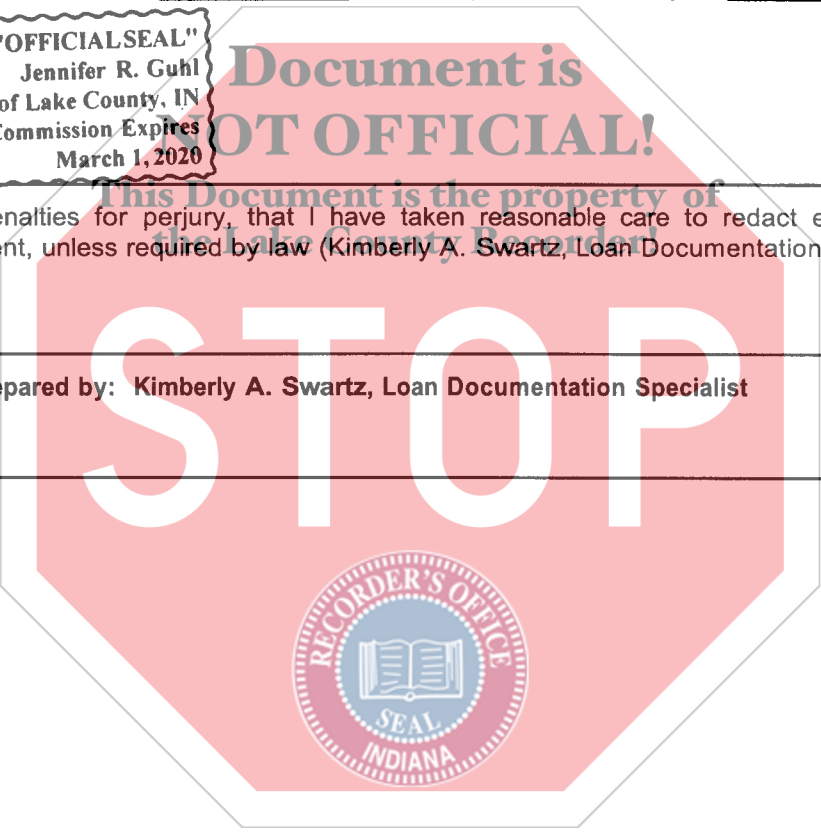 "OFFICIAL SEAL"
Jennifer R. Guhl
of Lake County, IN
Commission Expires
March 1, 2020
Document is
NOT OFFICIAL!
This Document is the property of
the Lake County Recorder!
enalties for perjury, that I have taken reasonable care to redact e
ent, unless required by law (Kimberly A. Swartz, Loan Documentation
STOP
epared by: Kimberly A. Swartz, Loan Documentation Specialist
RECORDER'S OFFICE
SEAL
INDIANA